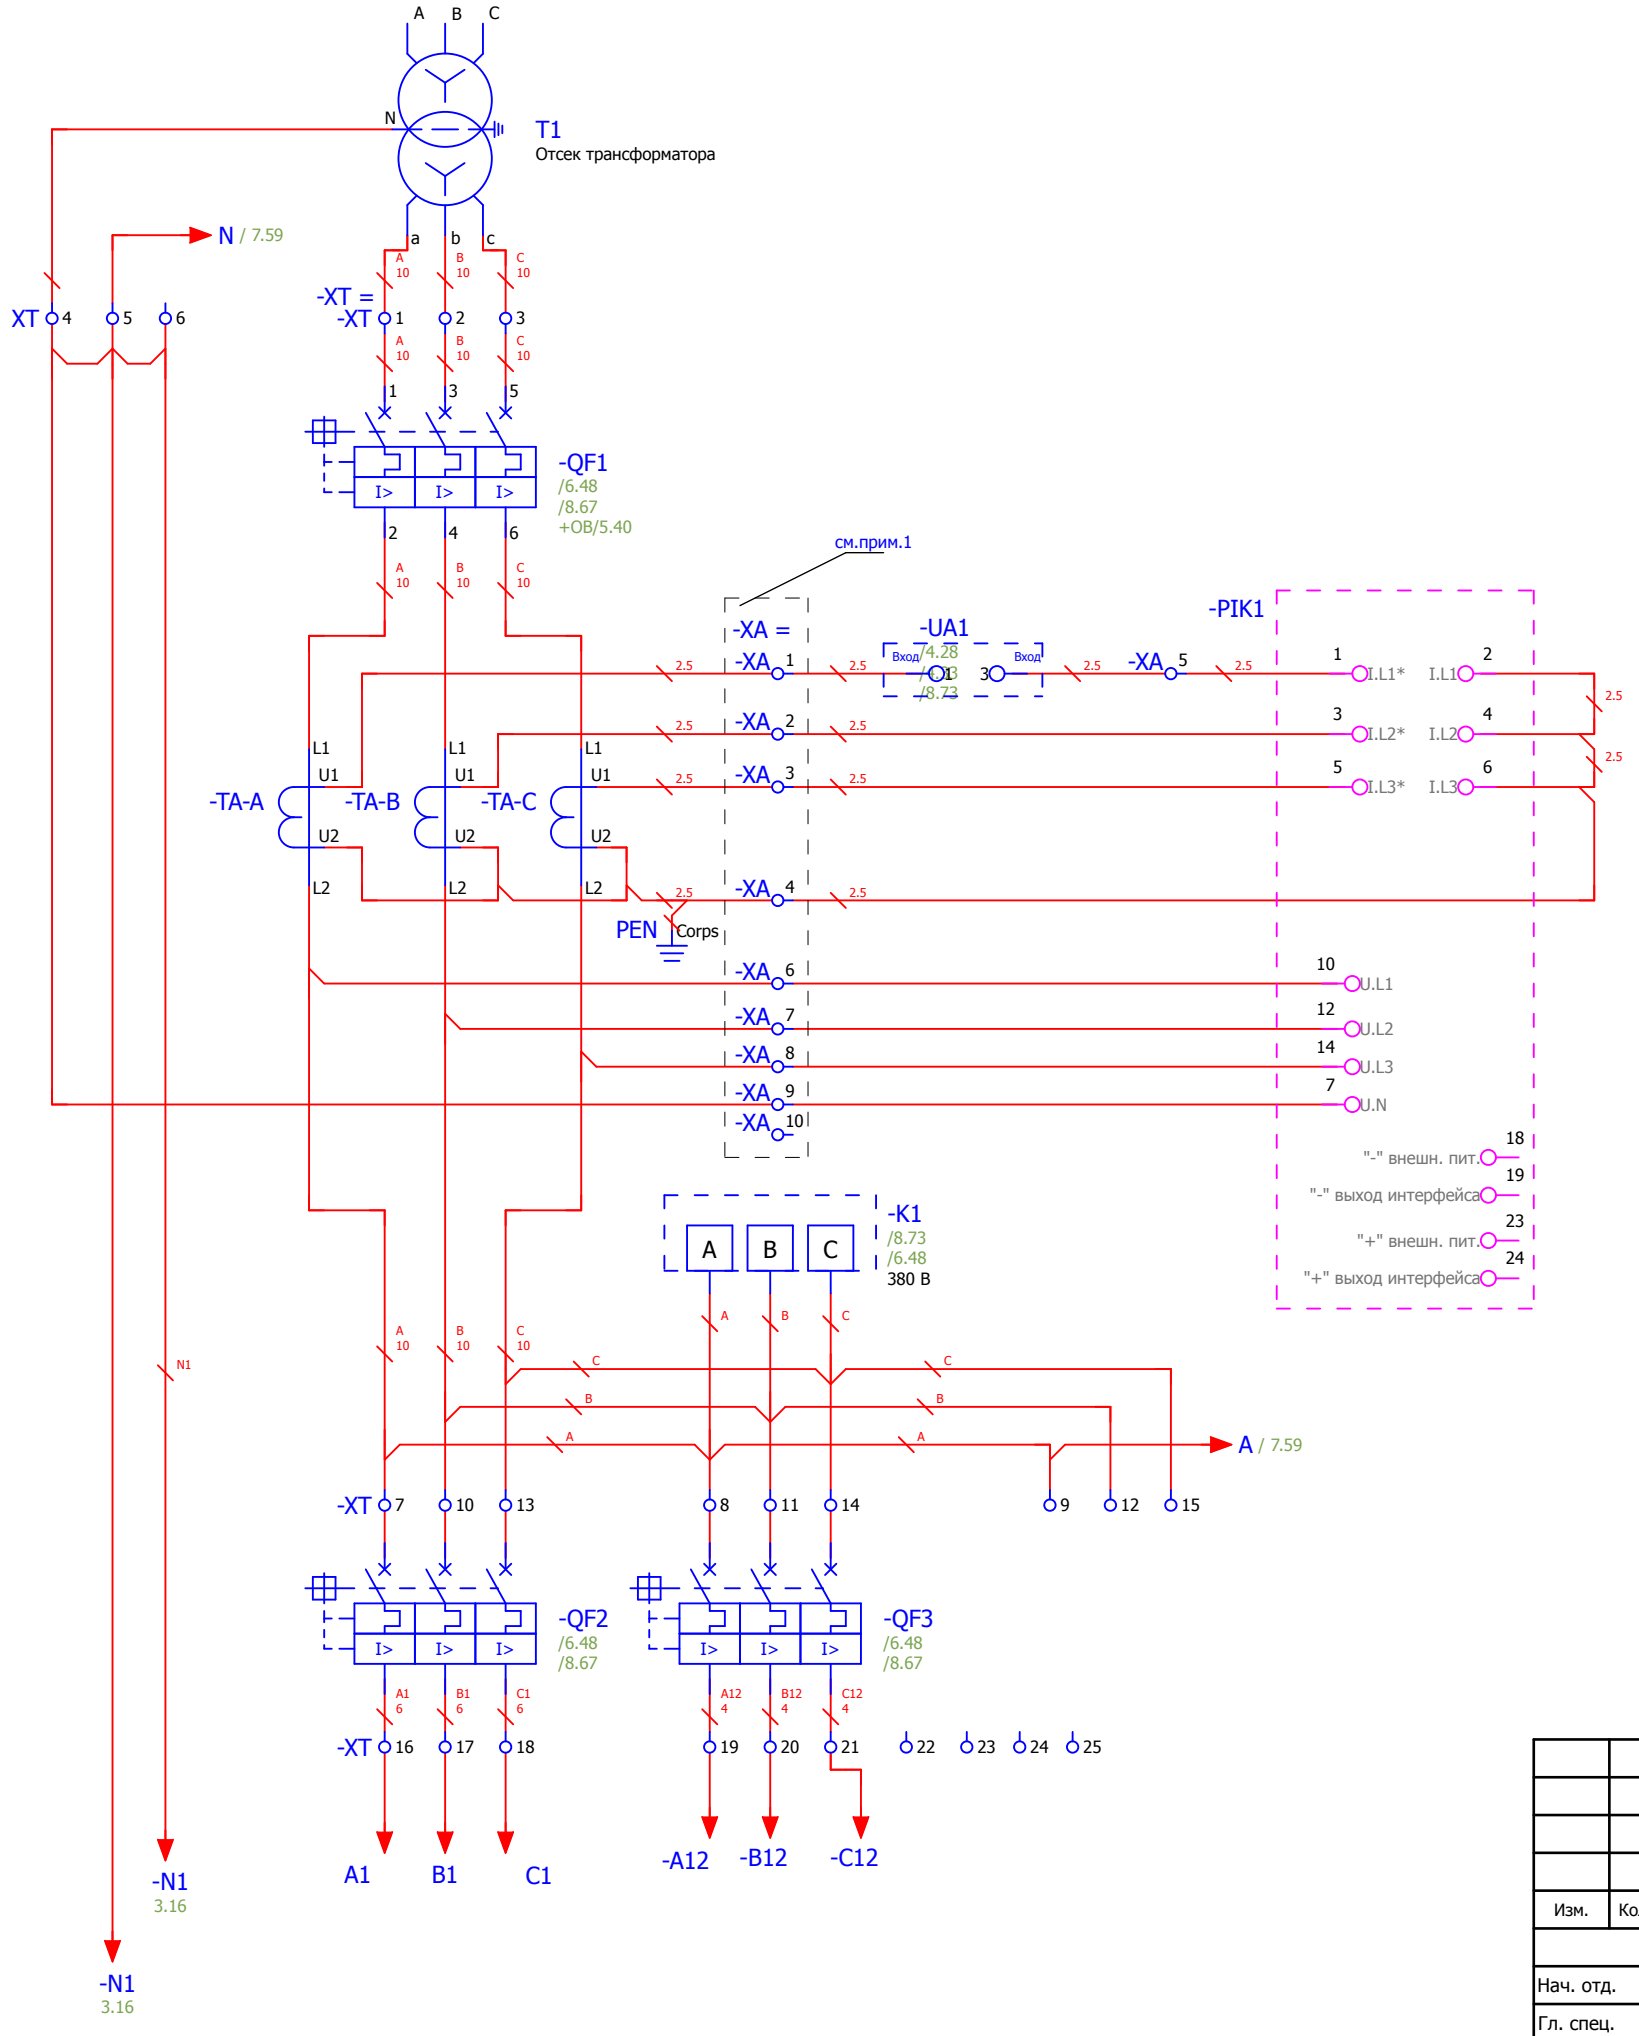 A B C
N
T1
Отсек трансформатора
N / 7.59
a b c
A 10 B 10 C 10
-XT =
XT 4 5 6
-XT 1 2 3
A 10 B 10 C 10
1 3 5
-QF1
I> I> I>
/6.48
/8.67
+ОВ/5.40
2 4 6
A 10 B 10 C 10
см.прим.1
-PIK1
-XA =
-UA1
/4.28
-XA 1 2.5 2.5 Вход 1 3 Вход 2.5 -XA 5 2.5 1 I.L1* I.L1 2
/8.73
2.5
2.5 -XA 2 2.5 3 I.L2* I.L2 4
L1 L1 L1
2.5
U1 U1 U1 2.5 -XA 3 2.5 5 I.L3* I.L3 6
-TA-A -TA-B -TA-C
U2 U2 U2
L2 L2 L2 2.5 -XA 4 2.5
PEN Corps
-XA 6 10 U.L1
-XA 7 12 U.L2
-XA 8 14 U.L3
-XA 9 7 U.N
-XA 10
18
"-" внешн. пит.
19
"-" выход интерфейса
-K1
23
A B C
/8.73
"+" внешн. пит.
/6.48
24
380 В
"+" выход интерфейса
A B C
A 10 B 10 C 10
N1
C C
B B
A A
A / 7.59
-XT 7 10 13 8 11 14 9 12 15
-QF2 -QF3
I> I> I> /6.48 I> I> I> /6.48
/8.67 /8.67
A1 6 B1 6 C1 6 A12 4 B12 4 C12 4
-XT 16 17 18 19 20 21 22 23 24 25
A1 B1 C1 -A12 -B12 -C12
-N1
3.16
-N1
3.16
Изм.
Нач. отд.
Гл. спец.